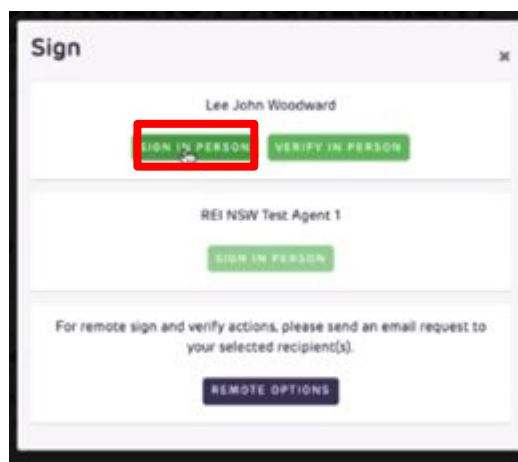 Sign
×
Lee John Woodward
SIGN IN PERSON VERIFY IN PERSON
REI NSW Test Agent 1
SIGN IN PERSON
For remote sign and verify actions, please send an email request to
your selected recipient(s).
REMOTE OPTIONS